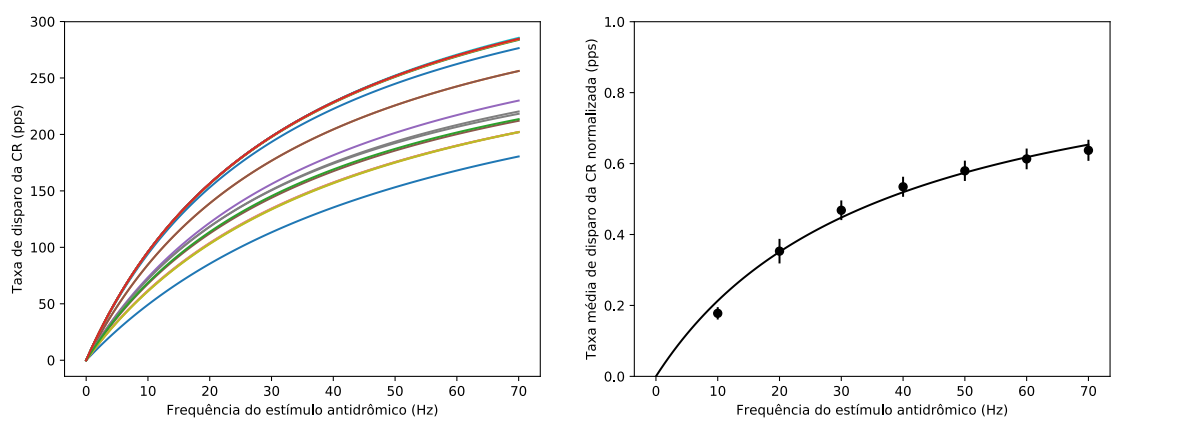 Taxa de disparo da CR (pps)
300
250
200
150
100
50
0
0 10 20 30 40 50 60 70
Frequência do estímulo antidrômico (Hz)
Taxa média de disparo da CR normalizada (pps)
1.0
0.8
0.6
0.4
0.2
0.0
0 10 20 30 40 50 60 70
Frequência do estímulo antidrômico (Hz)